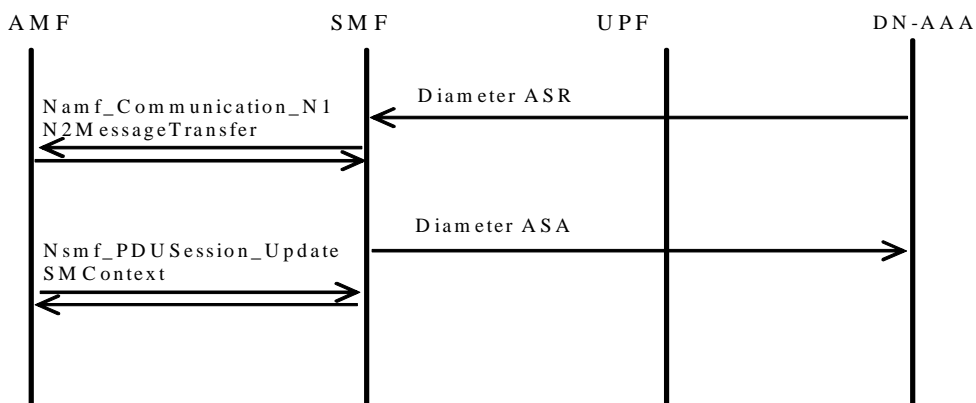 AMF
SMF
UPF
DN-AAA
Diameter ASR
Namf_Communication_N1
N2MessageTransfer
Diameter ASA
Nsmf_PDUSession_Update
SMContext